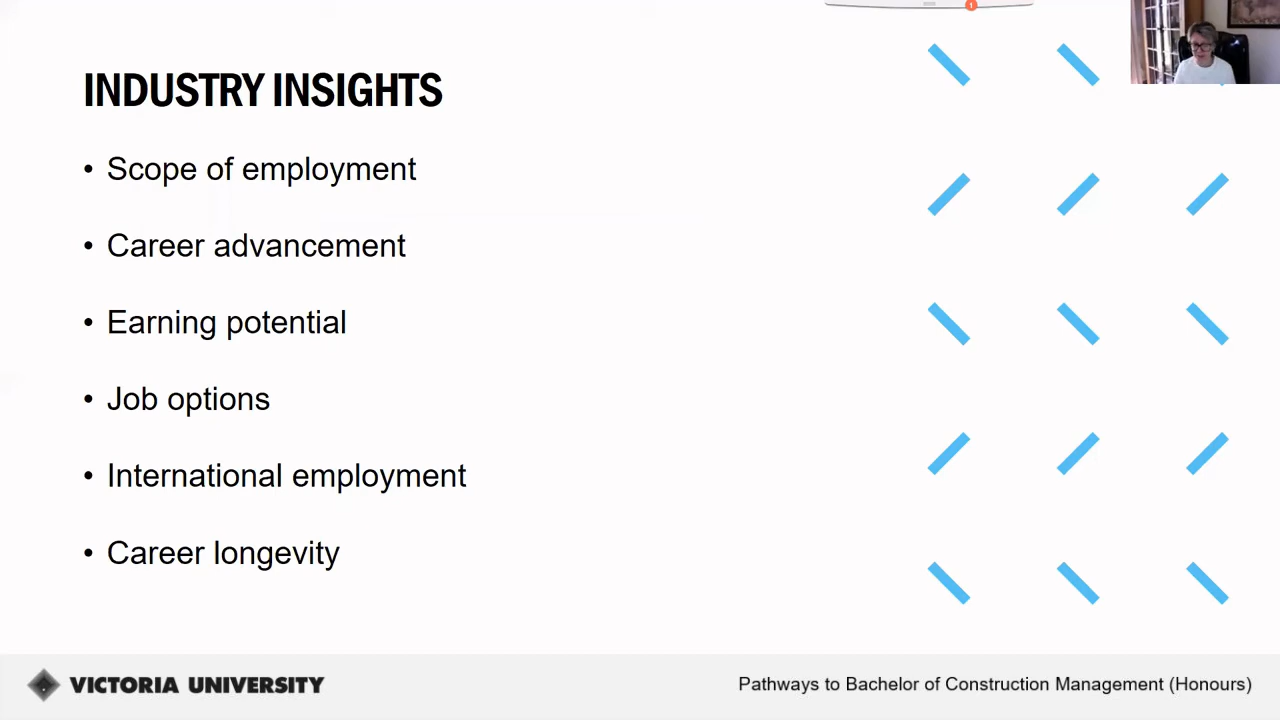 INDUSTRY INSIGHTS
• Scope of employment
• Career advancement
• Earning potential
• Job options
• International employment
• Career longevity
VICTORIA UNIVERSITY
Pathways to Bachelor of Construction Management (Honours)
1